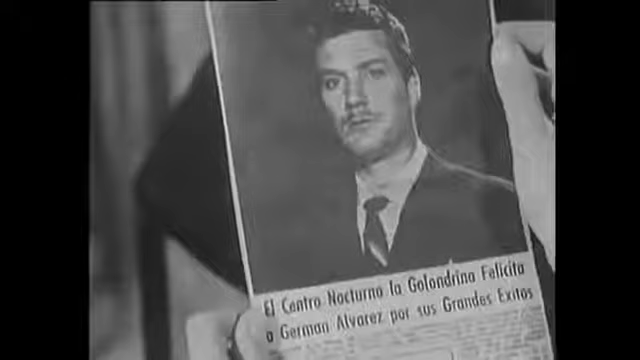 El Centro Nocturno la Golondrina Felicita
a German Alvarez por sus Grandes Exitos